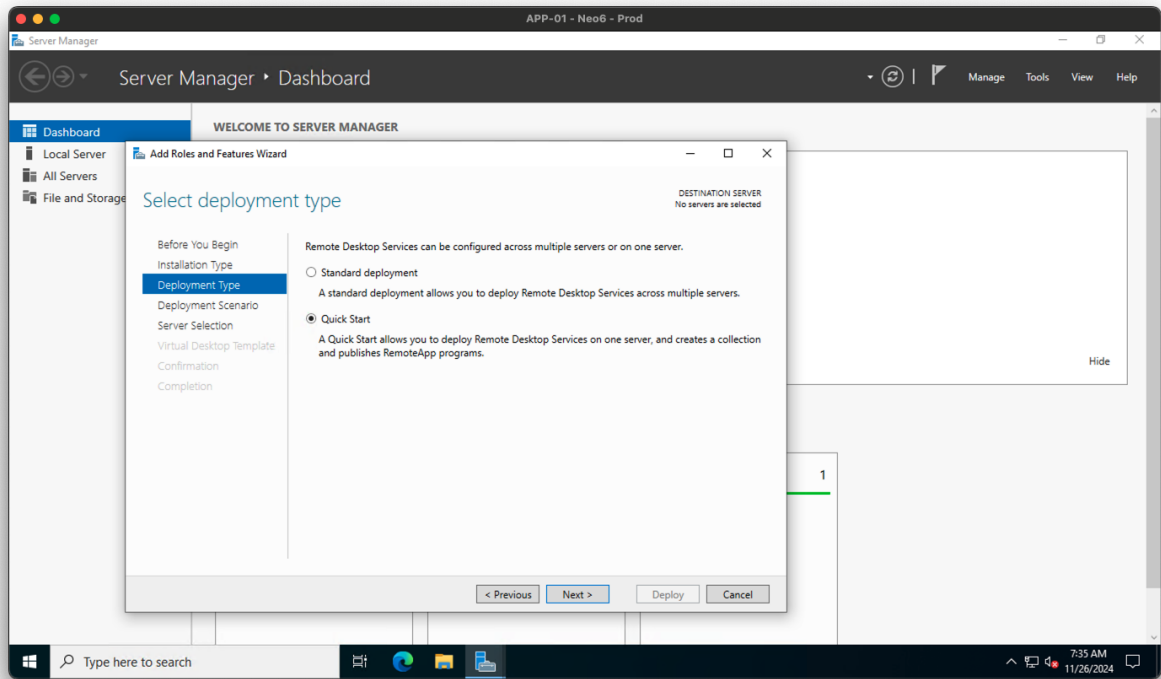 APP-01 - Neo6 - Prod
Server Manager
Server Manager • Dashboard
Manage Tools View Help
Dashboard
Local Server
All Servers
File and Storage
WELCOME TO SERVER MANAGER
Add Roles and Features Wizard
Select deployment type
DESTINATION SERVER
No servers are selected
Before You Begin
Installation Type
Deployment Type
Deployment Scenario
Server Selection
Virtual Desktop Template
Confirmation
Completion
Remote Desktop Services can be configured across multiple servers or on one server.
Standard deployment
A standard deployment allows you to deploy Remote Desktop Services across multiple servers.
Quick Start
A Quick Start allows you to deploy Remote Desktop Services on one server, and creates a collection
and publishes RemoteApp programs.
Hide
1
< Previous Next > Deploy Cancel
Type here to search
7:35 AM
11/26/2024